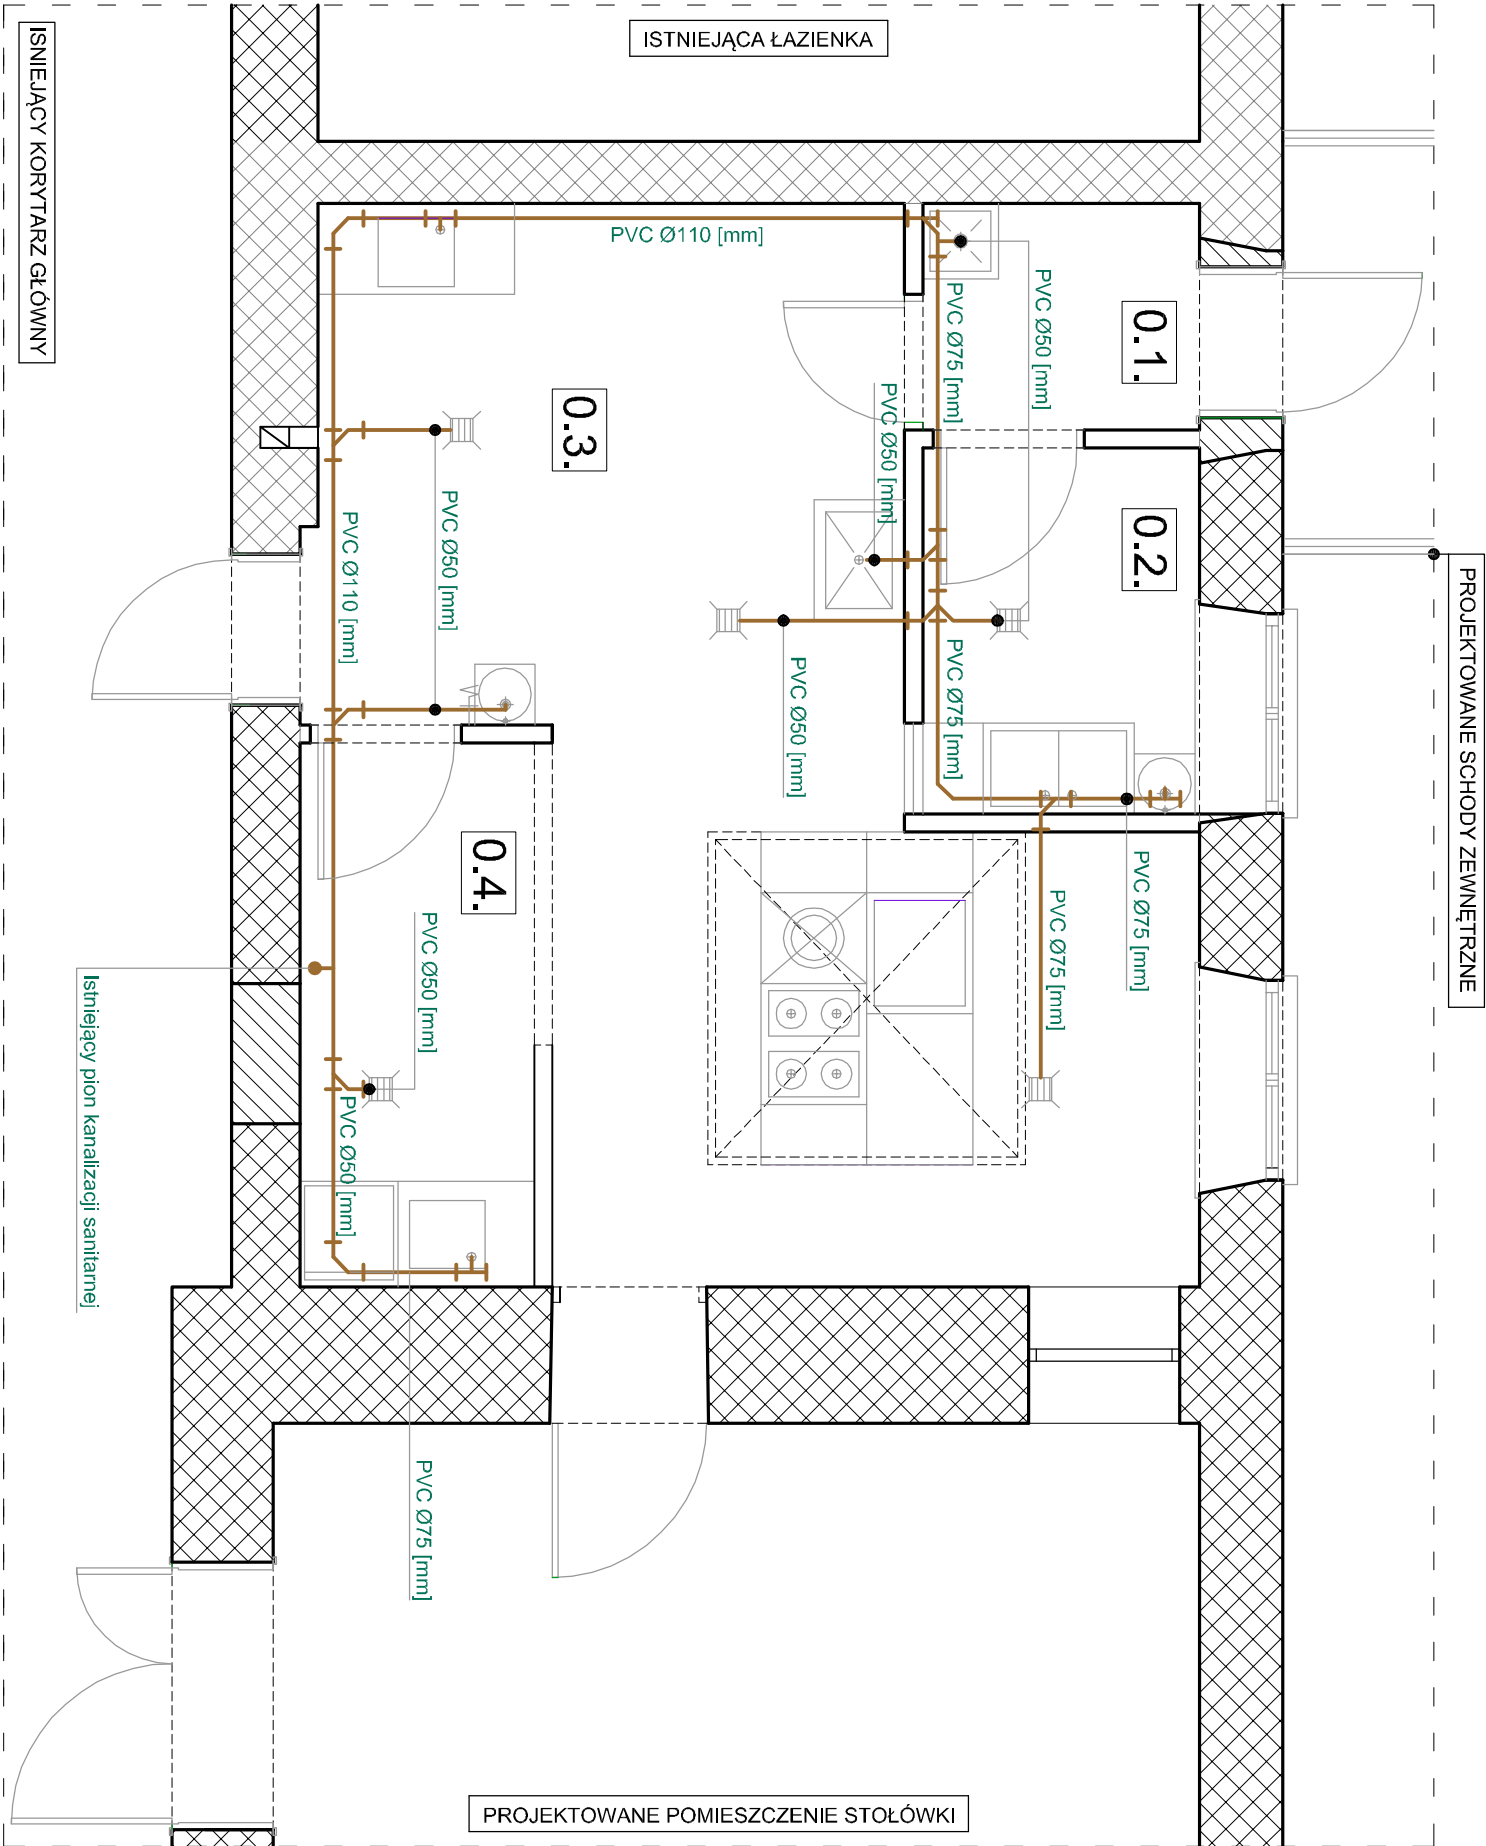 ISTNIEJĄCA ŁAZIENKA
ISNIEJĄCY KORYTARZ GŁÓWNY
PVC Ø110 [mm]
PVC Ø75 [mm]
PVC Ø50 [mm]
0.1.
PVC Ø50 [mm]
0.3.
PVC Ø110 [mm]
PVC Ø50 [mm]
0.2.
PROJEKTOWANE SCHODY ZEWNĘTRZNE
PVC Ø50 [mm]
PVC Ø75 [mm]
0.4.
PVC Ø75 [mm]
PVC Ø75 [mm]
PVC Ø50 [mm]
Istniejący pion kanalizacji sanitarnej
PVC Ø50 [mm]
PVC Ø75 [mm]
PROJEKTOWANE POMIESZCZENIE STOŁÓWKI